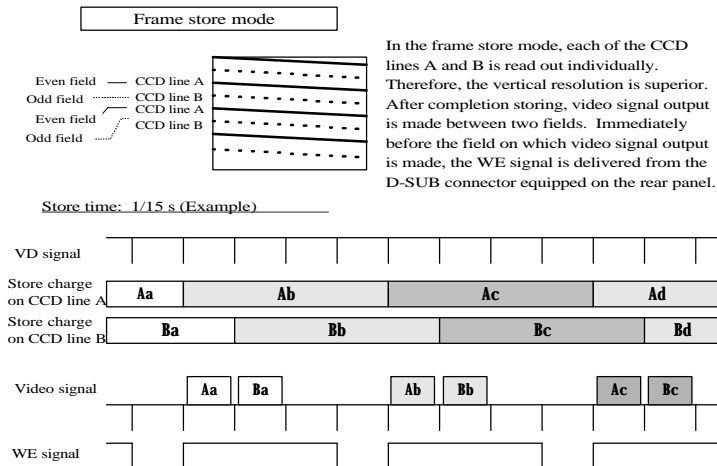 Frame store mode
Even field
CCD line A
Odd field
CCD line B
Even field
CCD line A
Odd field
CCD line B
In the frame store mode, each of the CCD
lines A and B is read out individually.
Therefore, the vertical resolution is superior.
After completion storing, video signal output
is made between two fields. Immediately
before the field on which video signal output
is made, the WE signal is delivered from the
D-SUB connector equipped on the rear panel.
Store time: 1/15 s (Example)
VD signal
Store charge
on CCD line A
Aa Ab Ac Ad
Store charge
on CCD line B
Ba Bb Bc Bd
Video signal
Aa Ba Ab Bb Ac Bc
WE signal